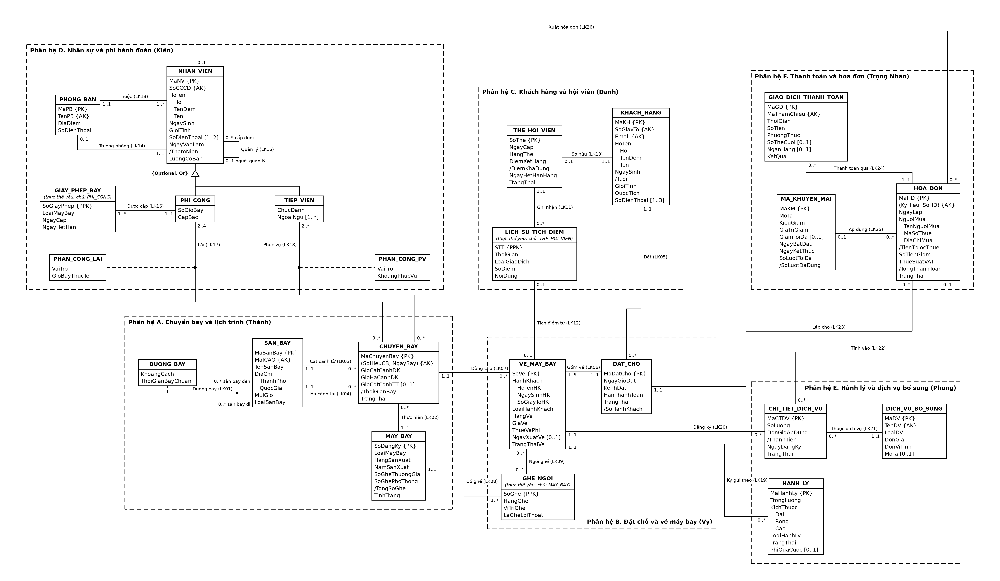 Xuất hóa đơn (LK26)
Phân hệ D. Nhân sự và phi hành đoàn (Kiên)
0..1
NHAN_VIEN
MaNV {PK}
SoCCCD {AK}
HoTen
Ho
TenDem
Ten
NgaySinh
GioiTinh
SoDienThoai [1..2]
NgayVaoLam
/ThamNien
LuongCoBan
PHONG_BAN
MaPB {PK}
TenPB {AK}
DiaDiem
SoDienThoai
Thuộc (LK13)
1..1
1..*
0..1
Trưởng phòng (LK14)
1..1
0..* cấp dưới
Quản lý (LK15)
0..1 người quản lý
{Optional, Or}
GIAY_PHEP_BAY
(thực thể yếu, chủ: PHI_CONG)
SoGiayPhep {PPK}
LoaiMayBay
NgayCap
NgayHetHan
Được cấp (LK16)
1..*
1..1
PHI_CONG
SoGioBay
CapBac
2..4
TIEP_VIEN
ChucDanh
NgoaiNgu [1..*]
2..*
Lái (LK17)
Phục vụ (LK18)
PHAN_CONG_LAI
VaiTro
GioBayThucTe
PHAN_CONG_PV
VaiTro
KhoangPhucVu
Phân hệ C. Khách hàng và hội viên (Danh)
THE_HOI_VIEN
SoThe {PK}
NgayCap
HangThe
DiemXetHang
/DiemKhaDung
NgayHetHanHang
TrangThai
Sở hữu (LK10)
0..1
1..1
KHACH_HANG
MaKH {PK}
SoGiayTo {AK}
Email {AK}
HoTen
Ho
TenDem
Ten
NgaySinh
/Tuoi
GioiTinh
QuocTich
SoDienThoai [1..3]
1..1
1..1
Ghi nhận (LK11)
0..*
LICH_SU_TICH_DIEM
(thực thể yếu, chủ: THE_HOI_VIEN)
STT {PPK}
ThoiGian
LoaiGiaoDich
SoDiem
NoiDung
0..1
Đặt (LK05)
Tích điểm từ (LK12)
Phân hệ F. Thanh toán và hóa đơn (Trọng Nhân)
GIAO_DICH_THANH_TOAN
MaGD {PK}
MaThamChieu {AK}
ThoiGian
SoTien
PhuongThuc
SoTheCuoi [0..1]
NganHang [0..1]
KetQua
0..*
Thanh toán qua (LK24)
1..1
0..*
HOA_DON
MaHD {PK}
(KyHieu, SoHD) {AK}
NgayLap
NguoiMua
TenNguoiMua
MaSoThue
DiaChiMua
/TienTruocThue
SoTienGiam
ThueSuatVAT
/TongThanhToan
TrangThai
0..*
0..1
MA_KHUYEN_MAI
MaKM {PK}
MoTa
KieuGiam
GiaTriGiam
GiamToiDa [0..1]
NgayBatDau
NgayKetThuc
SoLuotToiDa
/SoLuotDaDung
Áp dụng (LK25)
0..1
0..*
Lập cho (LK23)
Tính vào (LK22)
Phân hệ A. Chuyến bay và lịch trình (Thành)
DUONG_BAY
KhoangCach
ThoiGianBayChuan
0..* sân bay đến
Đường bay (LK01)
0..* sân bay đi
SAN_BAY
MaSanBay {PK}
MaICAO {AK}
TenSanBay
DiaChi
ThanhPho
QuocGia
MuiGio
LoaiSanBay
Cất cánh từ (LK03)
1..1
0..*
1..1
0..*
Hạ cánh tại (LK04)
0..*
0..*
CHUYEN_BAY
MaChuyenBay {PK}
(SoHieuCB, NgayBay) {AK}
GioCatCanhDK
GioHaCanhDK
GioCatCanhTT [0..1]
/ThoiGianBay
TrangThai
0..*
Thực hiện (LK02)
1..1
MAY_BAY
SoDangKy {PK}
LoaiMayBay
HangSanXuat
NamSanXuat
SoGheThuongGia
SoGhePhoThong
/TongSoGhe
TinhTrang
1..1
Có ghế (LK08)
1..*
Dùng cho (LK07)
1..1
0..*
0..1
VE_MAY_BAY
SoVe {PK}
HanhKhach
HoTenHK
NgaySinhHK
SoGiayToHK
LoaiHanhKhach
HangVe
GiaVe
ThueVaPhi
NgayXuatVe [0..1]
TrangThaiVe
Gồm vé (LK06)
1..9
1..1
0..*
DAT_CHO
MaDatCho {PK}
NgayGioDat
KenhDat
HanThanhToan
TrangThai
/SoHanhKhach
1..1
Đăng ký (LK20)
1..1
0..*
1..1
Ký gửi theo (LK19)
0..*
0..*
Ngồi ghế (LK09)
0..1
GHE_NGOI
(thực thể yếu, chủ: MAY_BAY)
SoGhe {PPK}
HangGhe
ViTriGhe
LaGheLoiThoat
Phân hệ B. Đặt chỗ và vé máy bay (Vy)
Phân hệ E. Hành lý và dịch vụ bổ sung (Phong)
0..*
CHI_TIET_DICH_VU
MaCTDV {PK}
SoLuong
DonGiaApDung
/ThanhTien
NgayDangKy
TrangThai
Thuộc dịch vụ (LK21)
0..*
1..1
DICH_VU_BO_SUNG
MaDV {PK}
TenDV {AK}
LoaiDV
DonGia
DonViTinh
MoTa [0..1]
HANH_LY
MaHanhLy {PK}
TrongLuong
KichThuoc
Dai
Rong
Cao
LoaiHanhLy
TrangThai
PhiQuaCuoc [0..1]